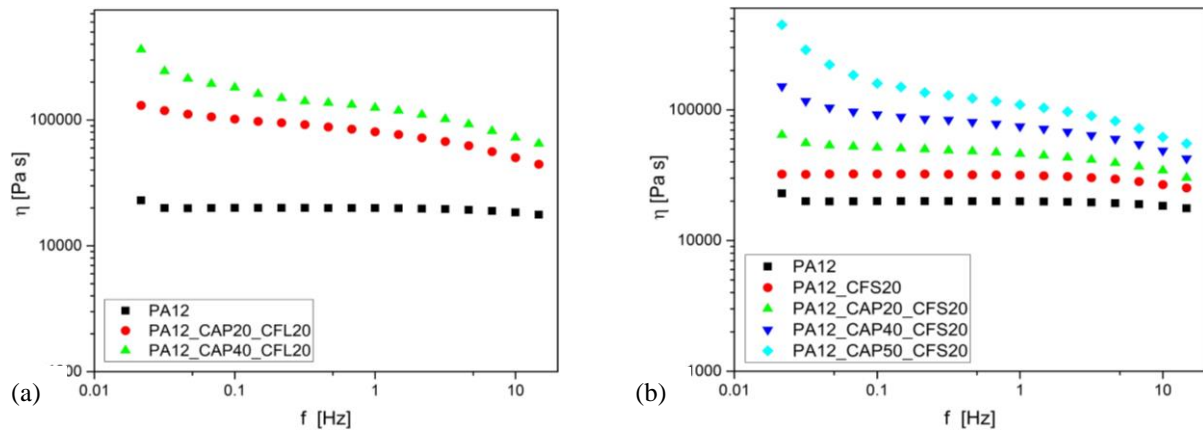 η [Pa s]
100000
10000
PA12
PA12_CAP20_CFL20
PA12_CAP40_CFL20
0.01 0.1 1 10
f [Hz]
(a)
η [Pa s]
100000
10000
1000
PA12
PA12_CFS20
PA12_CAP20_CFS20
PA12_CAP40_CFS20
PA12_CAP50_CFS20
0.01 0.1 1 10
f [Hz]
(b)